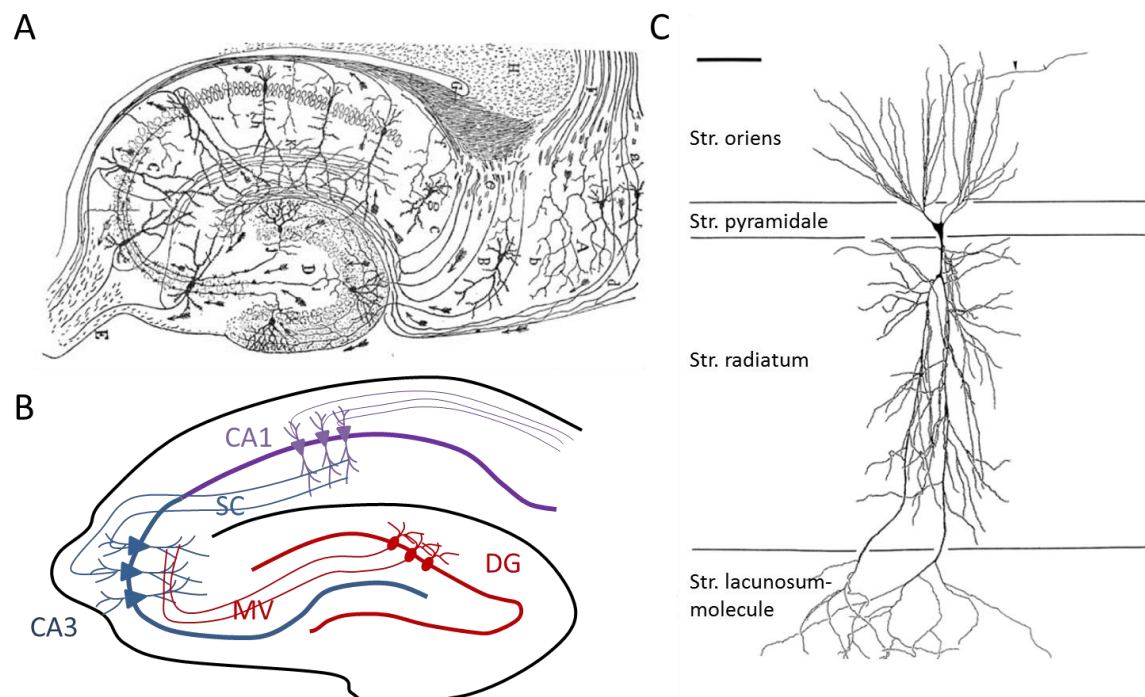 A
H
G
K
C
D
J
A
B
b
E
B
CA1
SC
DG
MV
CA3
C
Str. oriens
Str. pyramidale
Str. radiatum
Str. lacunosum-
molecule